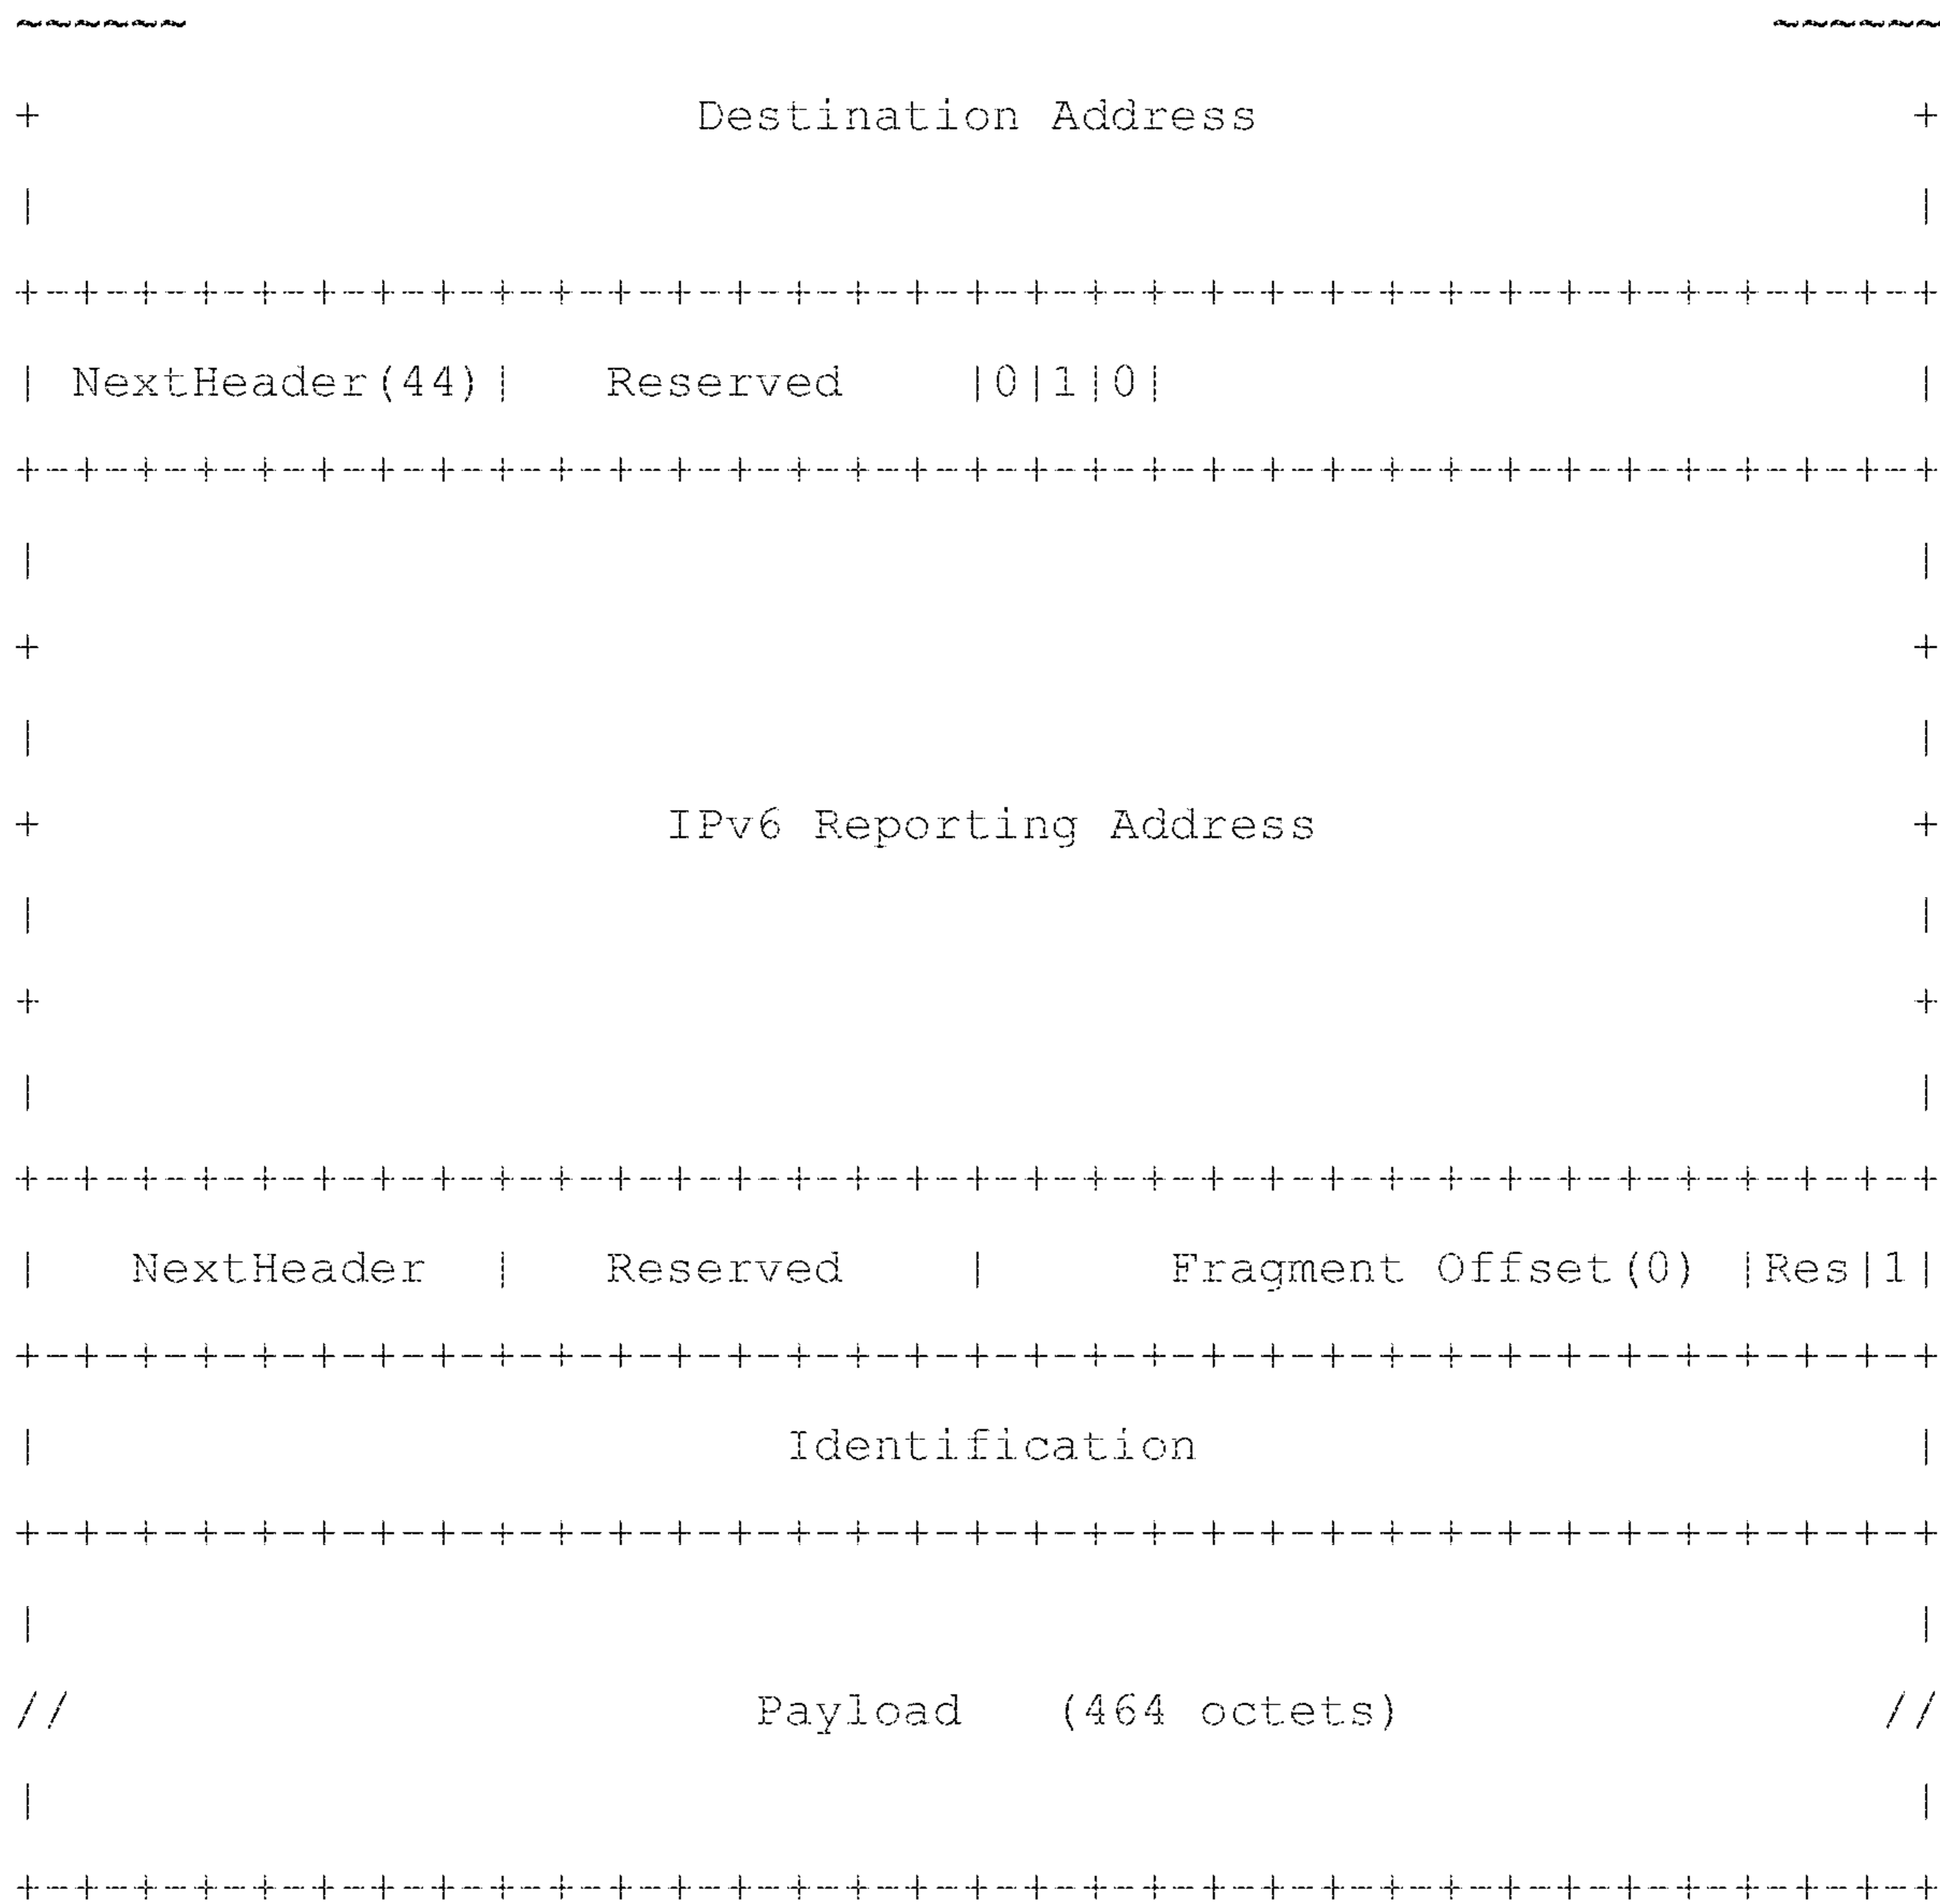 ~~~~~~ ~~~~~~
+ Destination Address +
| |
+-+-+-+-+-+-+-+-+-+-+-+-+-+-+-+-+-+-+-+-+-+-+-+-+-+-+-+-+-+-+-+-+
| NextHeader(44)| Reserved |0|1|0| |
+-+-+-+-+-+-+-+-+-+-+-+-+-+-+-+-+-+-+-+-+-+-+-+-+-+-+-+-+-+-+-+-+
| |
+ +
| |
+ IPv6 Reporting Address +
| |
+ +
| |
+-+-+-+-+-+-+-+-+-+-+-+-+-+-+-+-+-+-+-+-+-+-+-+-+-+-+-+-+-+-+-+-+
| NextHeader | Reserved | Fragment Offset(0) |Res|1|
+-+-+-+-+-+-+-+-+-+-+-+-+-+-+-+-+-+-+-+-+-+-+-+-+-+-+-+-+-+-+-+-+
| Identification |
+-+-+-+-+-+-+-+-+-+-+-+-+-+-+-+-+-+-+-+-+-+-+-+-+-+-+-+-+-+-+-+-+
| |
// Payload (464 octets) //
| |
+-+-+-+-+-+-+-+-+-+-+-+-+-+-+-+-+-+-+-+-+-+-+-+-+-+-+-+-+-+-+-+-+